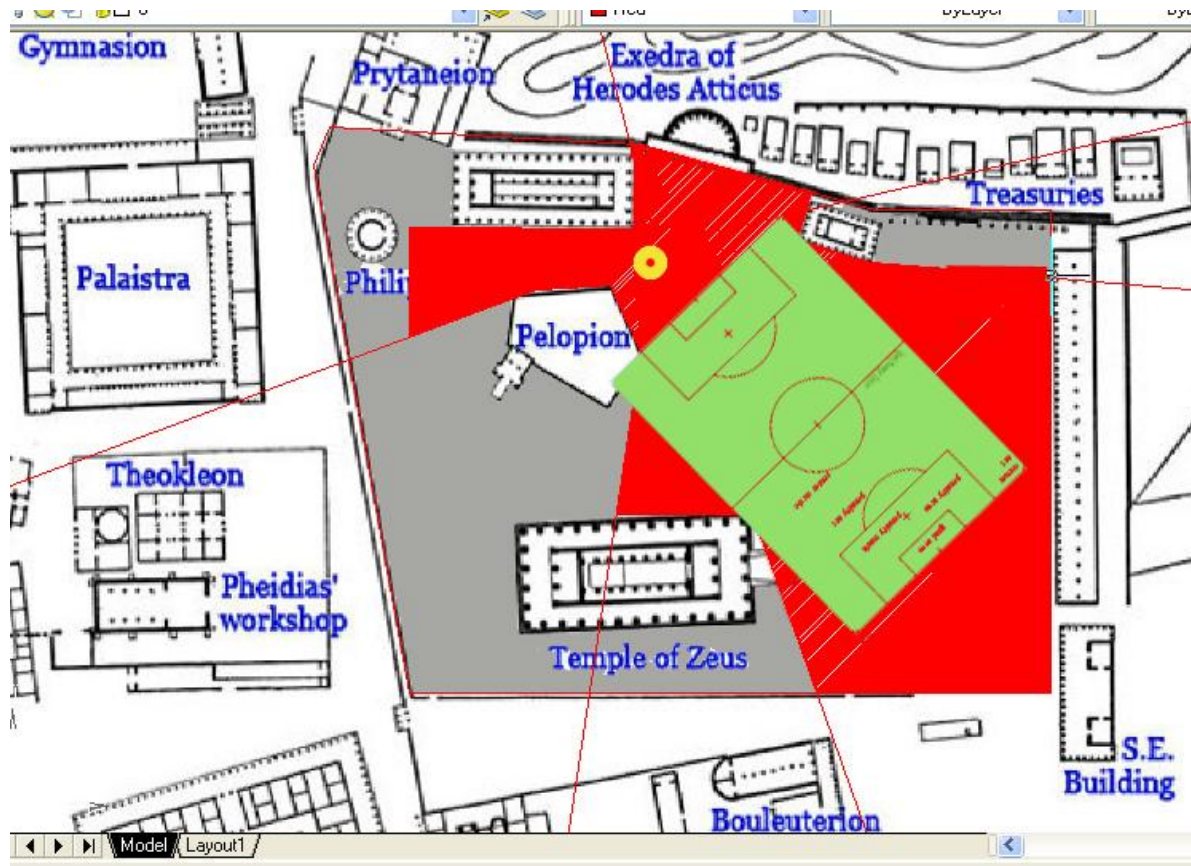 Gymnasion
Prytaneion
Exedra of
Herodes Atticus
Treasuries
Palaistra
Pelopion
Theokleon
Pheidias'
workshop
Temple of Zeus
S.E.
Building
Bouleuterion
Model
Layout1